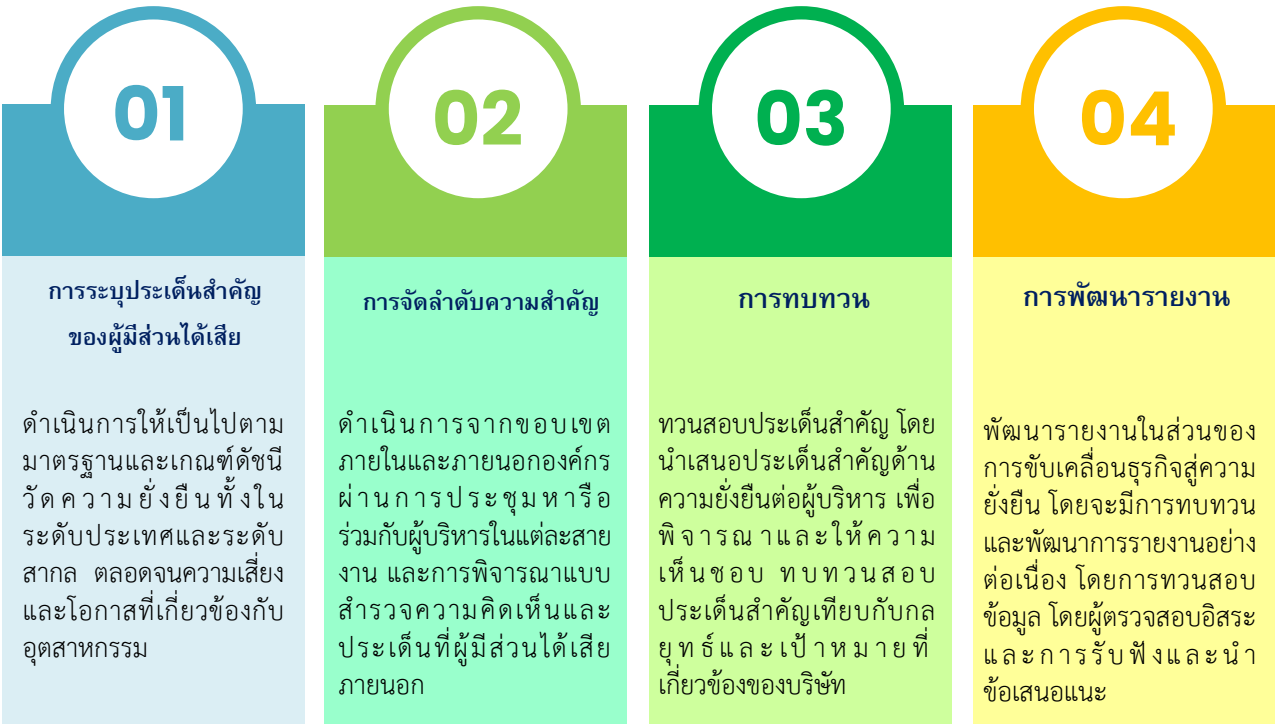 01
การระบุประเด็นสำคัญ
ของผู้มีส่วนได้เสีย
ดำเนินการให้เป็นไปตาม
มาตรฐานและเกณฑ์ดัชนี
วัดความยั่งยืนทั้งใน
ระดับประเทศและระดับ
สากล ตลอดจนความเสี่ยง
และโอกาสที่เกี่ยวข้องกับ
อุตสาหกรรม
02
การจัดลำดับความสำคัญ
ดำเนินการจากขอบเขต
ภายในและภายนอกองค์กร
ผ่านการประชุมหารือ
ร่วมกับผู้บริหารในแต่ละสาย
งาน และการพิจารณาแบบ
สำรวจความคิดเห็นและ
ประเด็นที่ผู้มีส่วนได้เสีย
ภายนอก
03
การทบทวน
ทวนสอบประเด็นสำคัญ โดย
นำเสนอประเด็นสำคัญด้าน
ความยั่งยืนต่อผู้บริหาร เพื่อ
พิจารณาและให้ความ
เห็นชอบ ทบทวนสอบ
ประเด็นสำคัญเทียบกับกล
ยุทธ์และเป้าหมายที่
เกี่ยวข้องของบริษัท
04
การพัฒนารายงาน
พัฒนารายงานในส่วนของ
การขับเคลื่อนธุรกิจสู่ความ
ยั่งยืน โดยจะมีการทบทวน
และพัฒนาการรายงานอย่าง
ต่อเนื่อง โดยการทวนสอบ
ข้อมูล โดยผู้ตรวจสอบอิสระ
และการรับฟังและนำ
ข้อเสนอแนะ